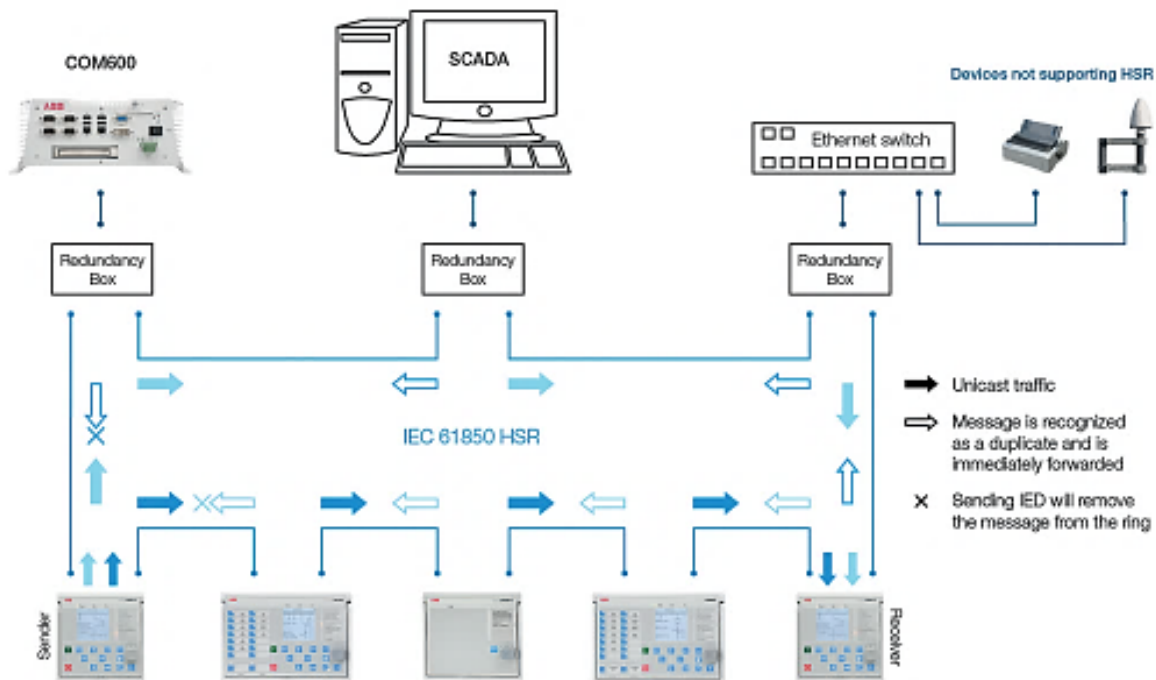 COM600
SCADA
Devices not supporting HSR
ABB
Ethernet switch
Redundancy
Box
Redundancy
Box
Redundancy
Box
IEC 61850 HSR
Unicast traffic
Message is recognized
as a duplicate and is
immediately forwarded
Sending IED will remove
the message from the ring
Sender
Receiver